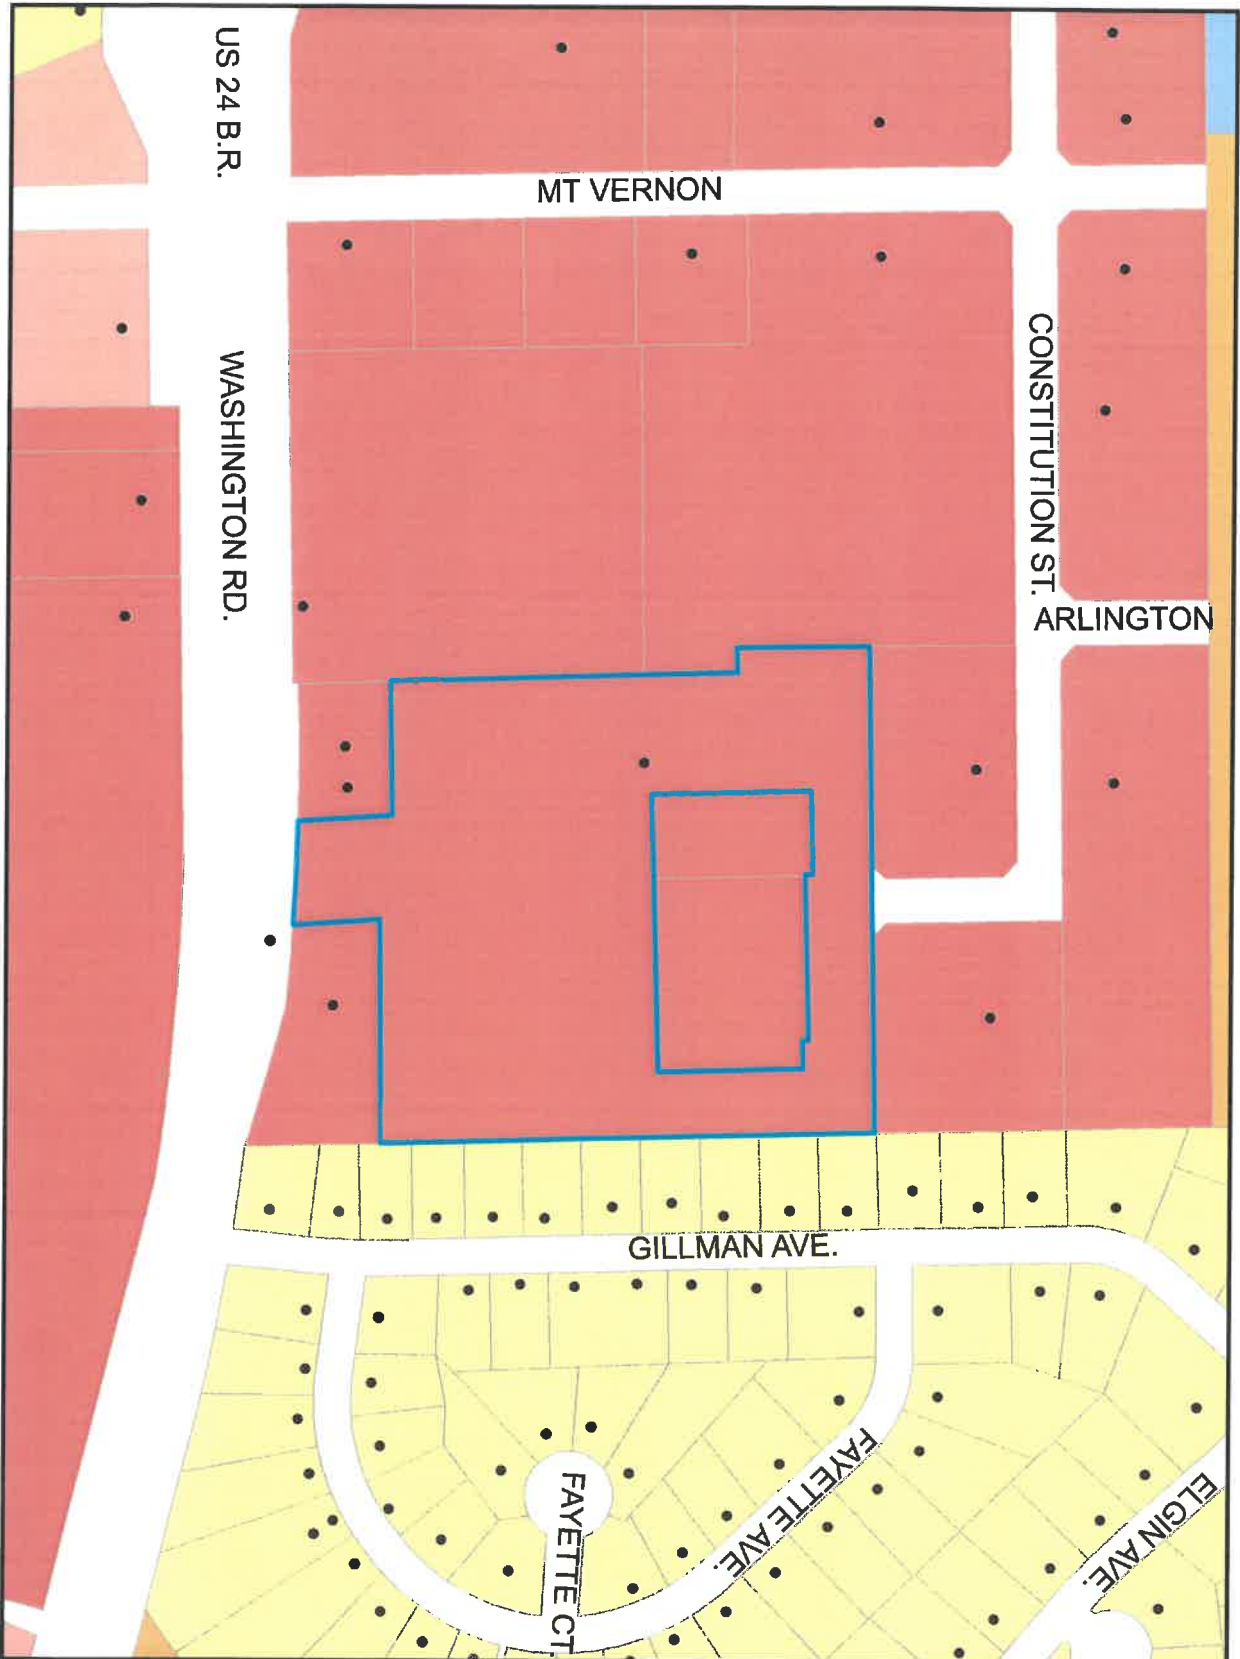 US 24 B.R.
MT VERNON
CONSTITUTION ST.
WASHINGTON RD.
ARLINGTON
GILLMAN AVE.
FAYETTE AVE.
FAYETTE CT
ELGIN AVE.